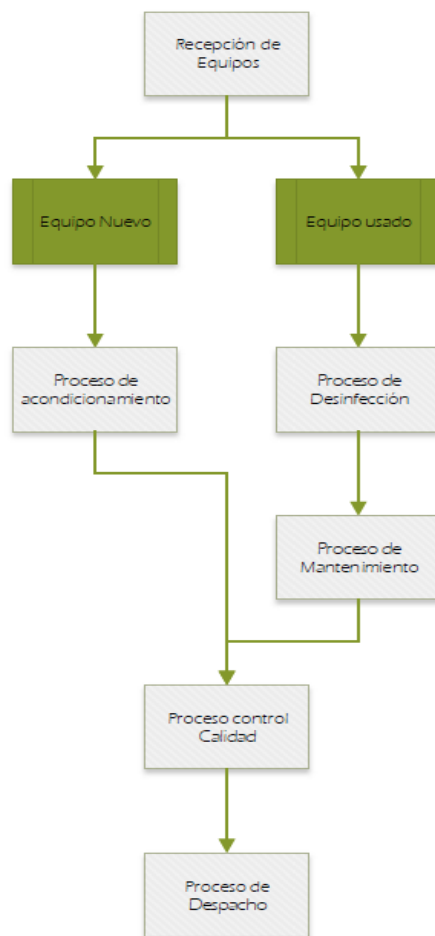 Recepción de
Equipos
Equipo Nuevo
Equipo usado
Proceso de
acondicionamiento
Proceso de
Desinfección
Proceso de
Mantenimiento
Proceso control
Calidad
Proceso de
Despacho